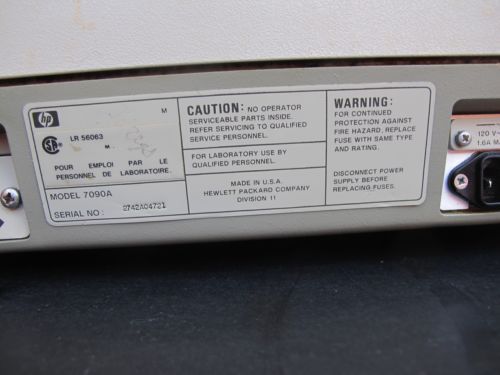 hp
M
LR 56063
M..
POUR EMPLOI PAR LE
PERSONNEL DE LABORATOIRE.
MODEL 7090A
SERIAL NO : 2742A04721
CAUTION: NO OPERATOR
SERVICEABLE PARTS INSIDE.
REFER SERVICING TO QUALIFIED
SERVICE PERSONNEL.
FOR LABORATORY USE BY
QUALIFIED PERSONNEL.
MADE IN U.S.A.
HEWLETT PACKARD COMPANY
DIVISION 11
WARNING:
FOR CONTINUED
PROTECTION AGAINST
FIRE HAZARD, REPLACE
FUSE WITH SAME TYPE
AND RATING.
DISCONNECT POWER
SUPPLY BEFORE
REPLACING FUSES.
120 V~
1.6A M